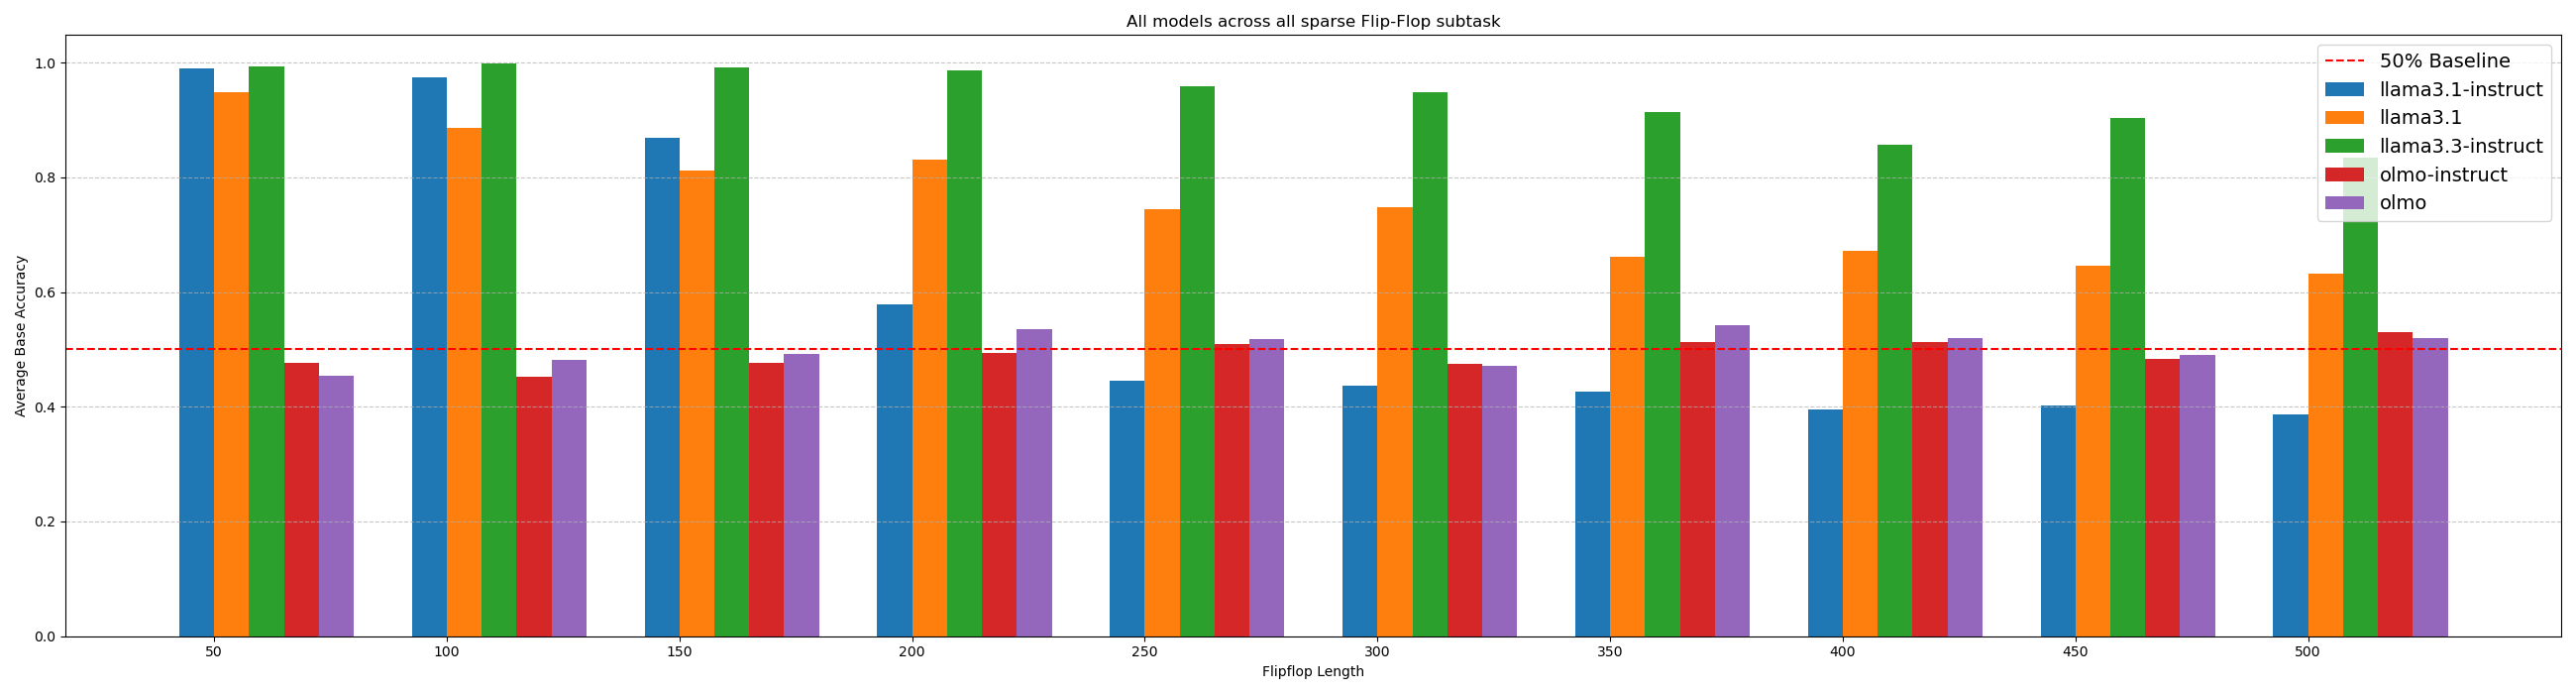 All models across all sparse Flip-Flop subtask
Average Base Accuracy
1.0
0.8
0.6
0.4
0.2
0.0
50% Baseline
llama3.1-instruct
llama3.1
llama3.3-instruct
olmo-instruct
olmo
50 100 150 200 250 300 350 400 450 500
Flipflop Length